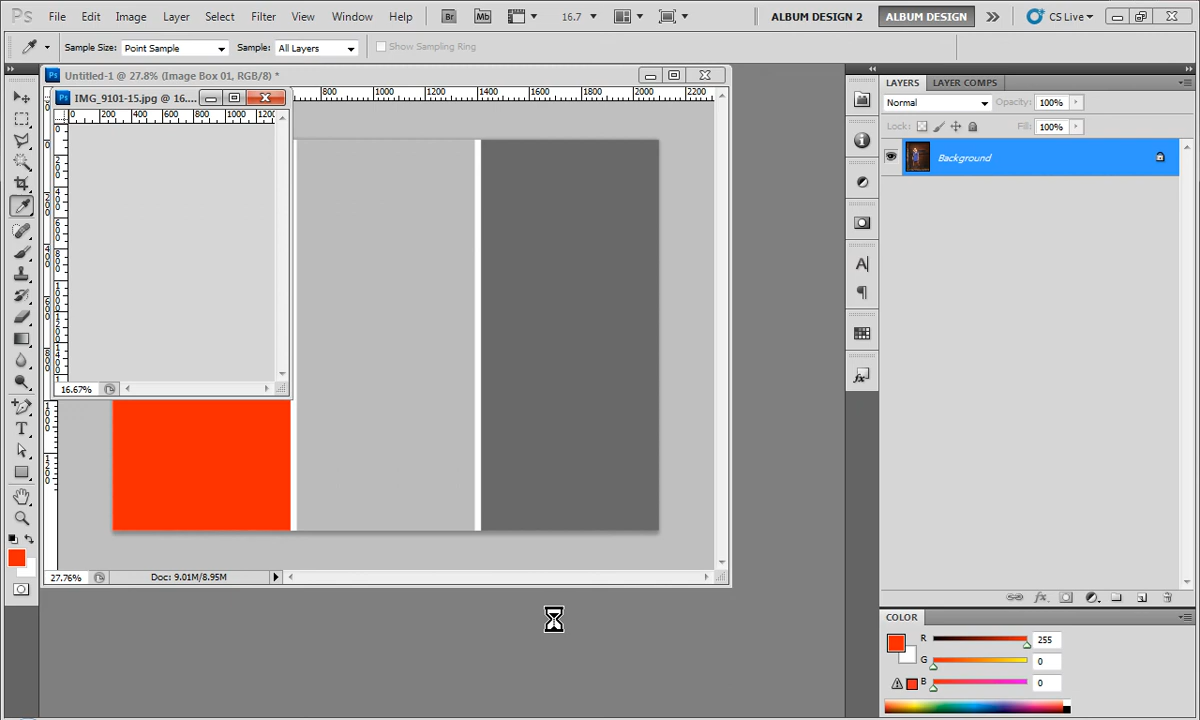 Ps File Edit Image Layer Select Filter View Window Help Br Mb 16.7 ALBUM DESIGN 2 ALBUM DESIGN CS Live
Sample Size: Point Sample Sample: All Layers Show Sampling Ring
Ps Untitled-1 @ 27.8% (Image Box 01, RGB/8) *
Ps IMG_9101-15.jpg @ 16....
800 1000 1200 1400 1600 1800 2000 2200
0 200 400 600 800 1000 1200
LAYERS LAYER COMPS
Normal Opacity: 100%
Lock: Fill: 100%
Background
16.67%
27.76% Doc: 9.01M/8.95M
COLOR
R 255
G 0
B 0